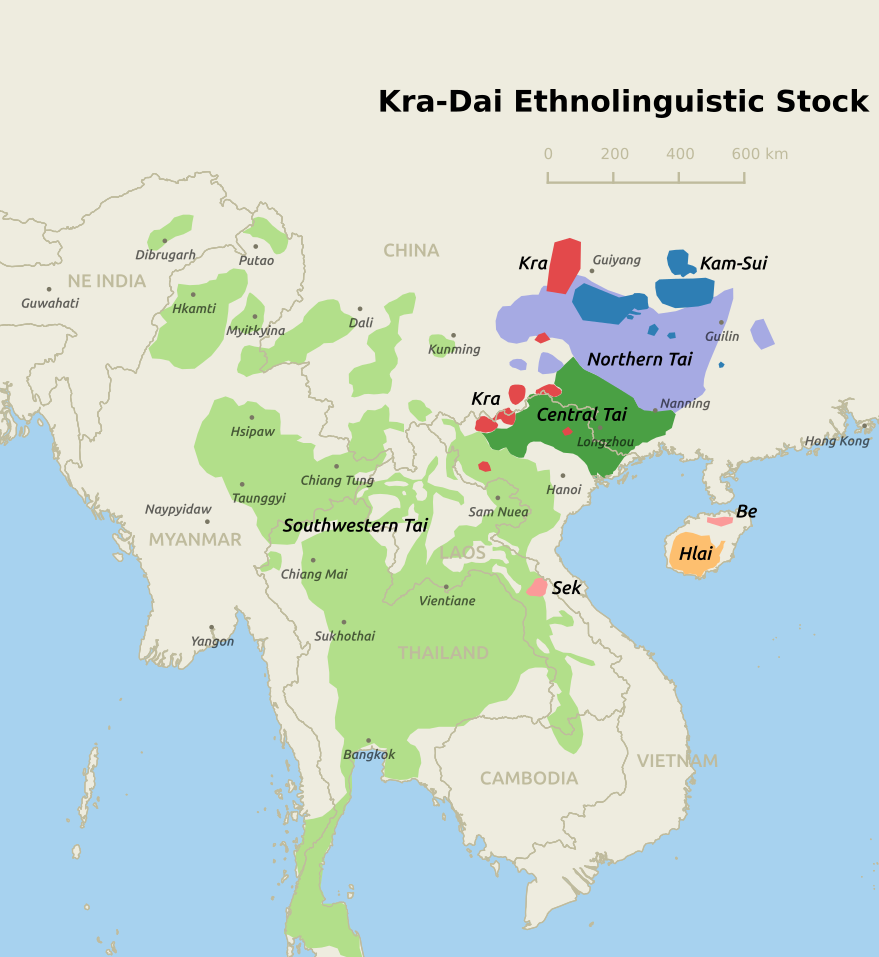 Kra-Dai Ethnolinguistic Stock
0 200 400 600 km
CHINA
Kra
Guiyang
Kam-Sui
Dibrugarh
Putao
NE INDIA
Guwahati
Hkamti
Myitkyina
Dali
Kunming
Guilin
Northern Tai
Kra
Nanning
Central Tai
Hsipaw
Longzhou
Hong Kong
Chiang Tung
Hanoi
Taunggyi
Sam Nuea
Naypyidaw
Be
Southwestern Tai
MYANMAR
LAOS
Hlai
Chiang Mai
Sek
Vientiane
Sukhothai
Yangon
THAILAND
Bangkok
VIETNAM
CAMBODIA